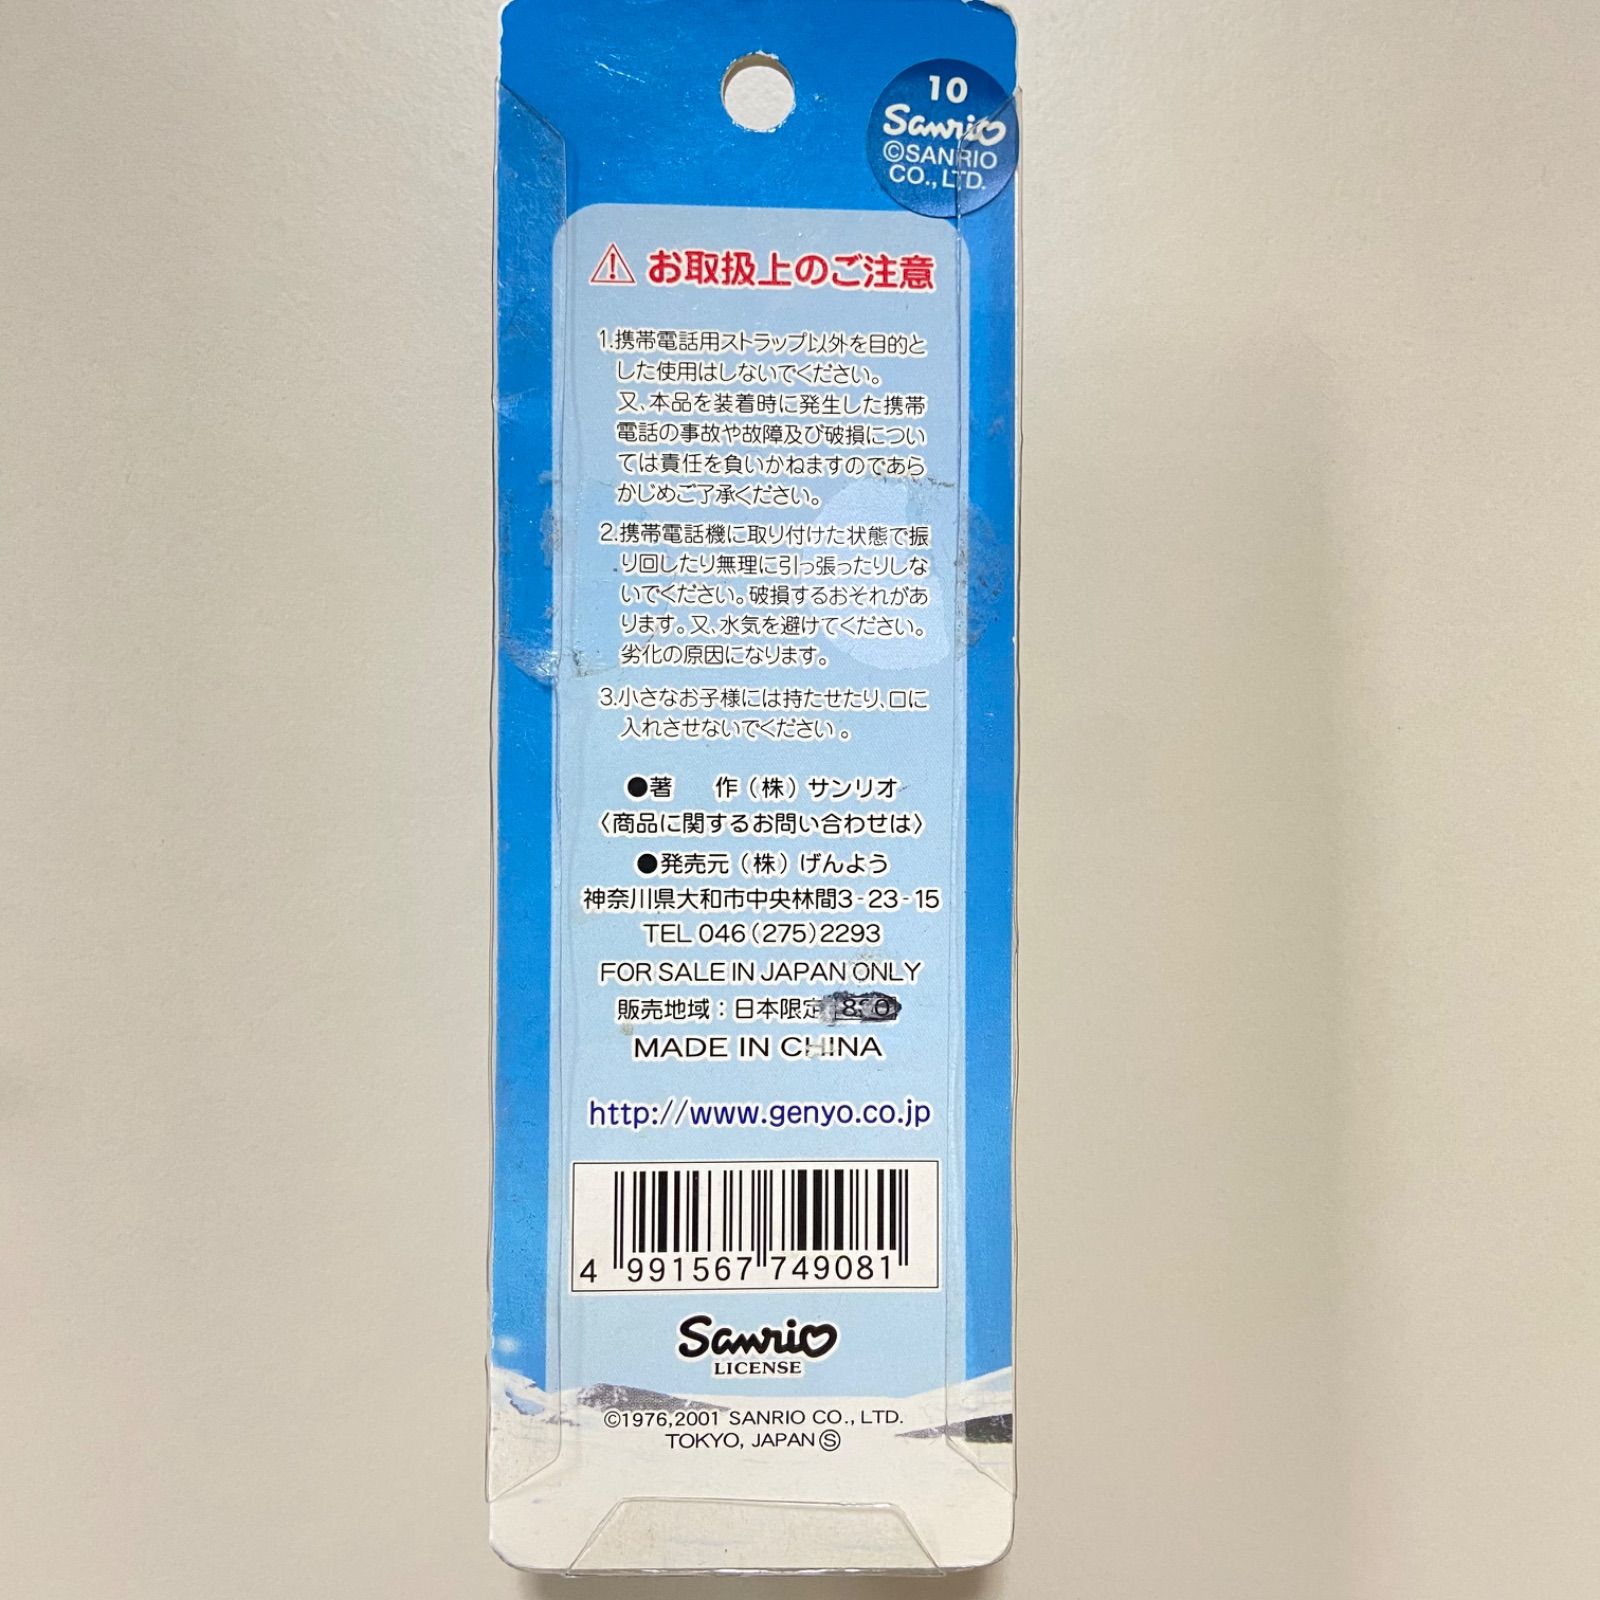 10
Sanrio
©SANRIO
CO.,LTD.
お取扱上のご注意
1.携帯電話用ストラップ以外を目的と
した使用はしないでください。
又、本品を装着時に発生した携帯
電話の事故や故障及び破損につい
ては責任を負いかねますのであら
かじめご了承ください。
2.携帯電話機に取り付けた状態で振
り回したり無理に引っ張ったりしな
いでください。破損するおそれがあ
ります。又、水気を避けてください。
劣化の原因になります。
3.小さなお子様には持たせたり、口に
入れさせないでください。
●著 作(株)サンリオ
〈商品に関するお問い合わせは〉
●発売元(株)げんよう
神奈川県大和市中央林間3-23-15
TEL 046(275)2293
FOR SALE IN JAPAN ONLY
販売地域:日本限定
MADE IN CHINA
http://www.genyo.co.jp
4 991567 749081
Sanrio
LICENSE
©1976,2001 SANRIO CO., LTD.
TOKYO, JAPAN Ⓢ